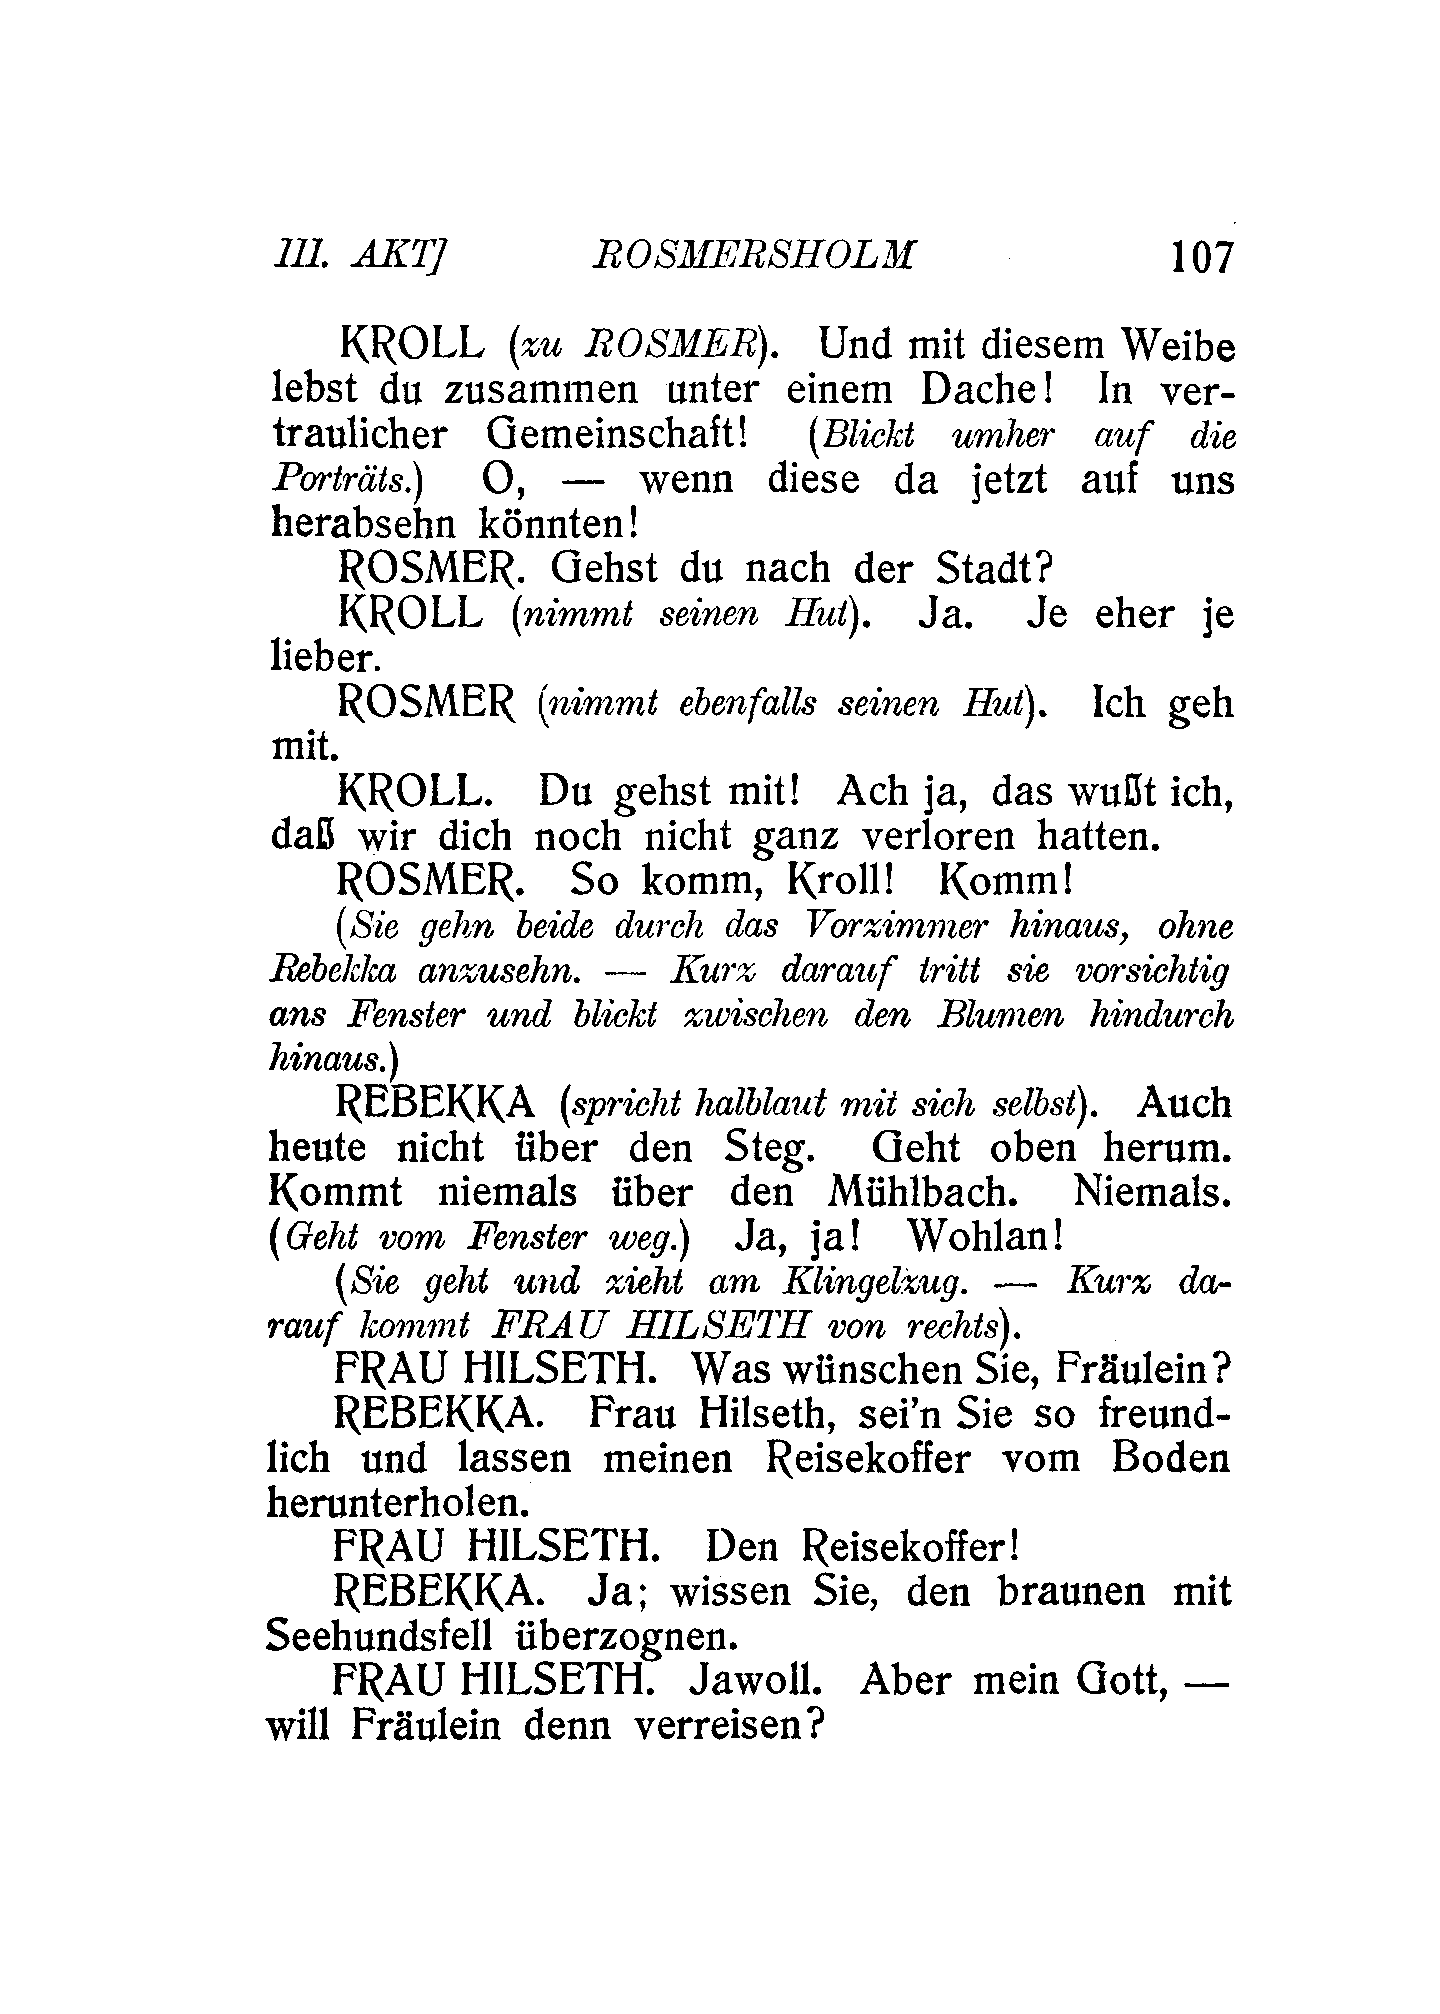 III. AKT] ROSMERSHOLM 107
KROLL (zu ROSMER). Und mit diesem Weibe
lebst du zusammen unter einem Dache! In ver-
traulicher Gemeinschaft! (Blickt umher auf die
Porträts.) O, — wenn diese da jetzt auf uns
herabsehn könnten!
ROSMER. Gehst du nach der Stadt?
KROLL (nimmt seinen Hut). Ja. Je eher je
lieber.
ROSMER (nimmt ebenfalls seinen Hut). Ich geh
mit.
KROLL. Du gehst mit! Ach ja, das wußt ich,
daß wir dich noch nicht ganz verloren hatten.
ROSMER. So komm, Kroll! Komm!
(Sie gehn beide durch das Vorzimmer hinaus, ohne
Rebekka anzusehn. — Kurz darauf tritt sie vorsichtig
ans Fenster und blickt zwischen den Blumen hindurch
hinaus.)
REBEKKA (spricht halblaut mit sich selbst). Auch
heute nicht über den Steg. Geht oben herum.
Kommt niemals über den Mühlbach. Niemals.
(Geht vom Fenster weg.) Ja, ja! Wohlan!
(Sie geht und zieht am Klingelzug. — Kurz da-
rauf kommt FRAU HILSETH von rechts).
FRAU HILSETH. Was wünschen Sie, Fräulein?
REBEKKA. Frau Hilseth, sei'n Sie so freund-
lich und lassen meinen Reisekoffer vom Boden
herunterholen.
FRAU HILSETH. Den Reisekoffer!
REBEKKA. Ja; wissen Sie, den braunen mit
Seehundsfell überzognen.
FRAU HILSETH. Jawoll. Aber mein Gott, —
will Fräulein denn verreisen?